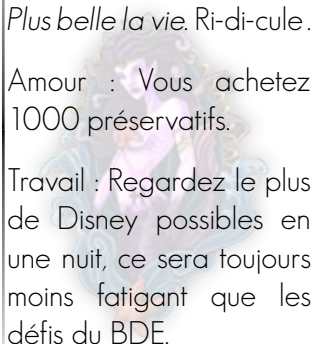 Plus belle la vie. Ri-di-cule.
Amour : Vous achetez
1000 préservatifs.
Travail : Regardez le plus
de Disney possibles en
une nuit, ce sera toujours
moins fatigant que les
défis du BDE.